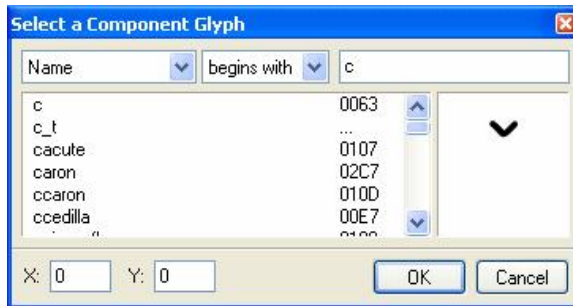 Select a Component Glyph
Name begins with c
c 0063
c_t ...
cacute 0107
caron 02C7
ccaron 010D
ccedilla 00E7
X: 0 Y: 0 OK Cancel